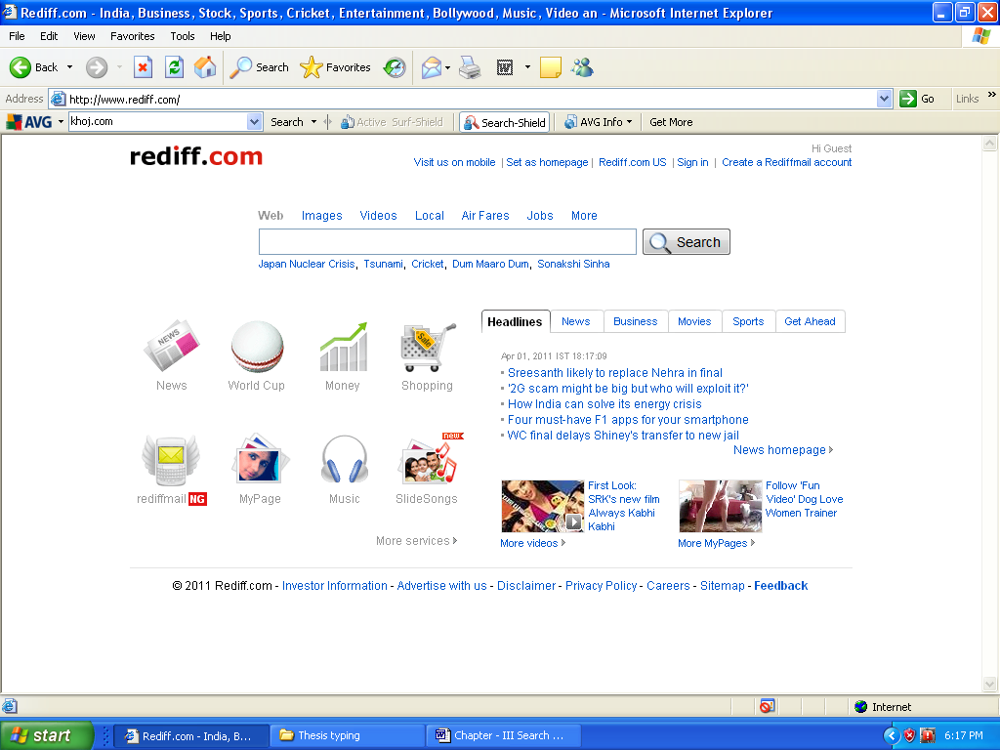 Rediff.com - India, Business, Stock, Sports, Cricket, Entertainment, Bollywood, Music, Video an - Microsoft Internet Explorer
File Edit View Favorites Tools Help
Back Search Favorites
Address http://www.rediff.com/ Go Links »
AVG khoj.com Search Active Surf-Shield Search-Shield AVG Info Get More
rediff.com
Hi Guest
Visit us on mobile | Set as homepage | Rediff.com US | Sign in | Create a Rediffmail account
Web Images Videos Local Air Fares Jobs More
Search
Japan Nuclear Crisis, Tsunami, Cricket, Dum Maaro Dum, Sonakshi Sinha
NEWS
Sale
News World Cup Money Shopping
new
rediffmail NG MyPage Music SlideSongs
More services
Headlines News Business Movies Sports Get Ahead
Apr 01, 2011 IST 18:17:09
Sreesanth likely to replace Nehra in final
'2G scam might be big but who will exploit it?'
How India can solve its energy crisis
Four must-have F1 apps for your smartphone
WC final delays Shiney's transfer to new jail
News homepage
First Look:
SRK's new film
Always Kabhi
Kabhi
More videos
Follow 'Fun
Video' Dog Love
Women Trainer
More MyPages
© 2011 Rediff.com - Investor Information - Advertise with us - Disclaimer - Privacy Policy - Careers - Sitemap - Feedback
Internet
start Rediff.com - India, B... Thesis typing Chapter - III Search ... 6:17 PM